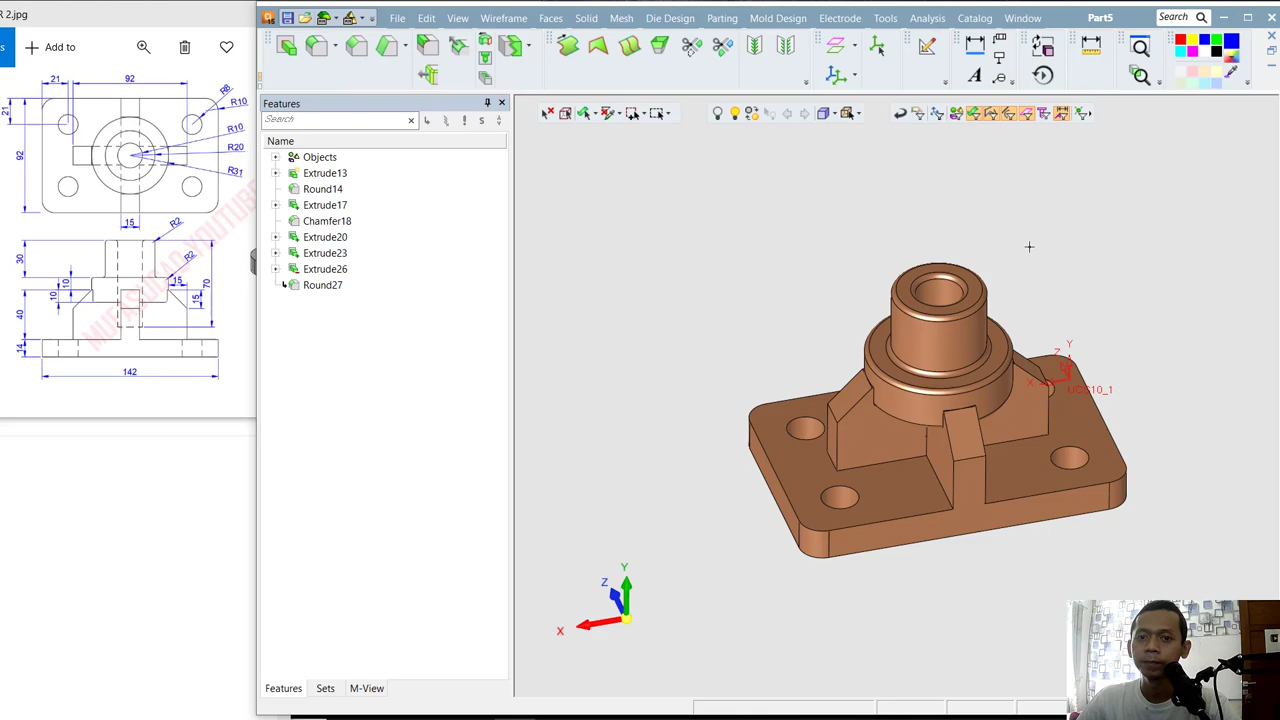 R 2.jpg
s
Add to
File Edit View Wireframe Faces Solid Mesh Die Design Parting Mold Design Electrode Tools Analysis Catalog Window Part5 Search
Features
Search
Name
Objects
Extrude13
Round14
Extrude17
Chamfer18
Extrude20
Extrude23
Extrude26
Round27
Features Sets M-View
21
92
R8
R10
21
R10
92
R20
R31
15
R2
30
R2
10
15
10
15
70
40
14
142
X
Y
Z
UCS10_1
Y
Z
X